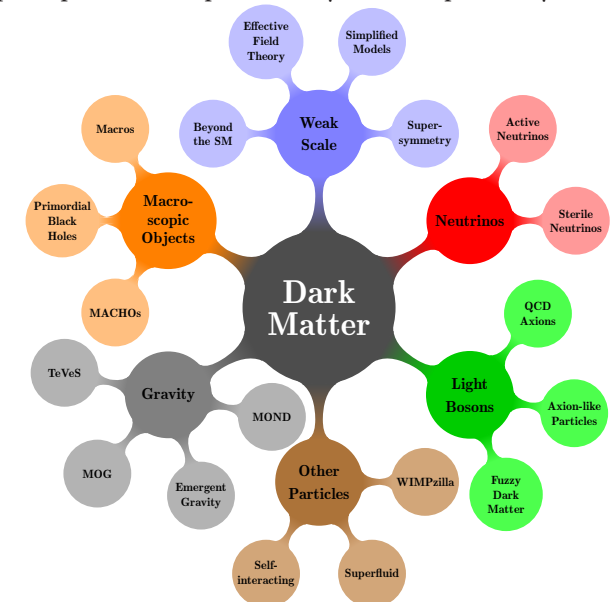 Effective
Field
Theory
Simplified
Models
Beyond
the SM
Weak
Scale
Super-
symmetry
Macros
Primordial
Black
Holes
MACHOs
Macro-
scopic
Objects
Active
Neutrinos
Neutrinos
Sterile
Neutrinos
Dark
Matter
QCD
Axions
Light
Bosons
Axion-like
Particles
Fuzzy
Dark
Matter
TeVeS
Gravity
MOND
MOG
Emergent
Gravity
Other
Particles
WIMPzilla
Self-
interacting
Superfluid